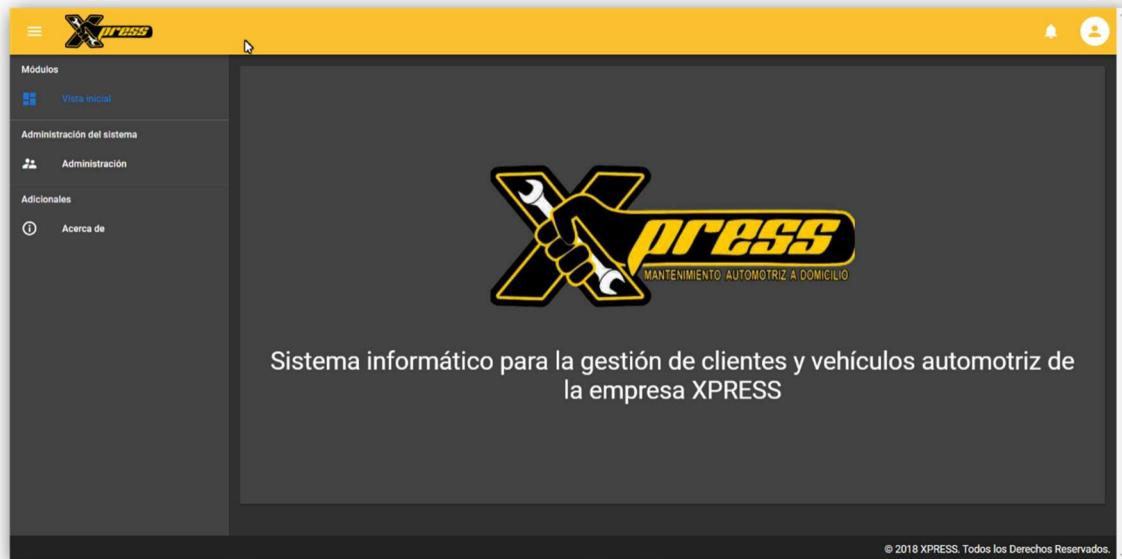 Xpress
Módulos
Vista inicial
Administración del sistema
Administración
Adicionales
Acerca de
Xpress
MANTENIMIENTO AUTOMOTRIZ A DOMICILIO
Sistema informático para la gestión de clientes y vehículos automotriz de
la empresa XPRESS
© 2018 XPRESS. Todos los Derechos Reservados.